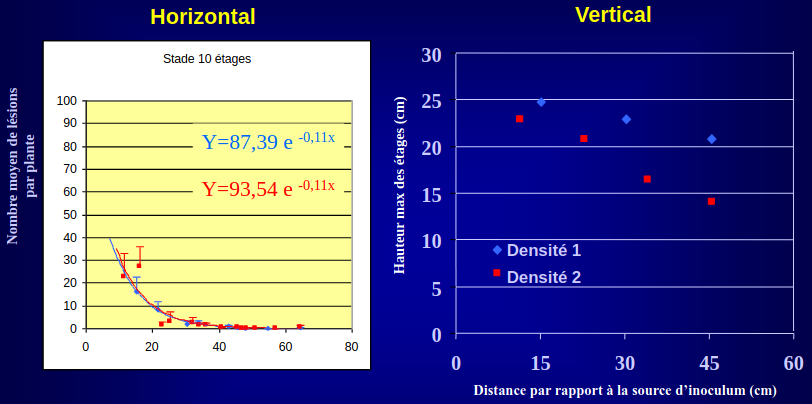 Horizontal
Stade 10 étages
Nombre moyen de lésions
par plante
100
90
80
70
60
50
40
30
20
10
0
Y=87,39 e -0,11x
Y=93,54 e -0,11x
0 20 40 60 80
Vertical
Hauteur max des étages (cm)
30
25
20
15
10
5
0
Densité 1
Densité 2
0 15 30 45 60
Distance par rapport à la source d’inoculum (cm)